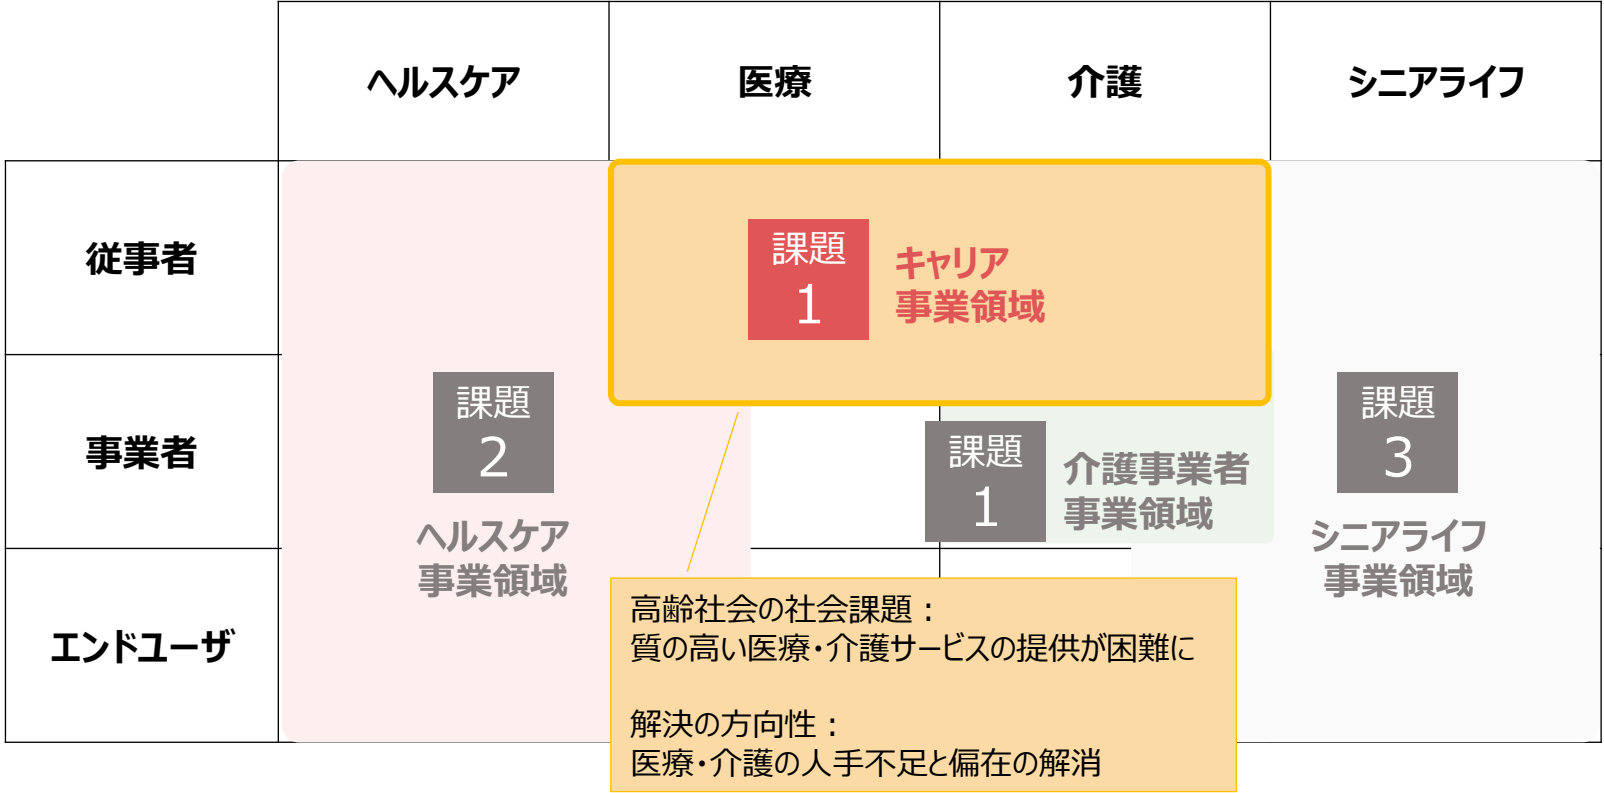 ヘルスケア
医療
介護
シニアライフ
従事者
課題
1
キャリア
事業領域
事業者
課題
2
ヘルスケア
事業領域
課題
1
介護事業者
事業領域
課題
3
シニアライフ
事業領域
エンドユーザ
高齢社会の社会課題：
質の高い医療・介護サービスの提供が困難に
解決の方向性：
医療・介護の人手不足と偏在の解消